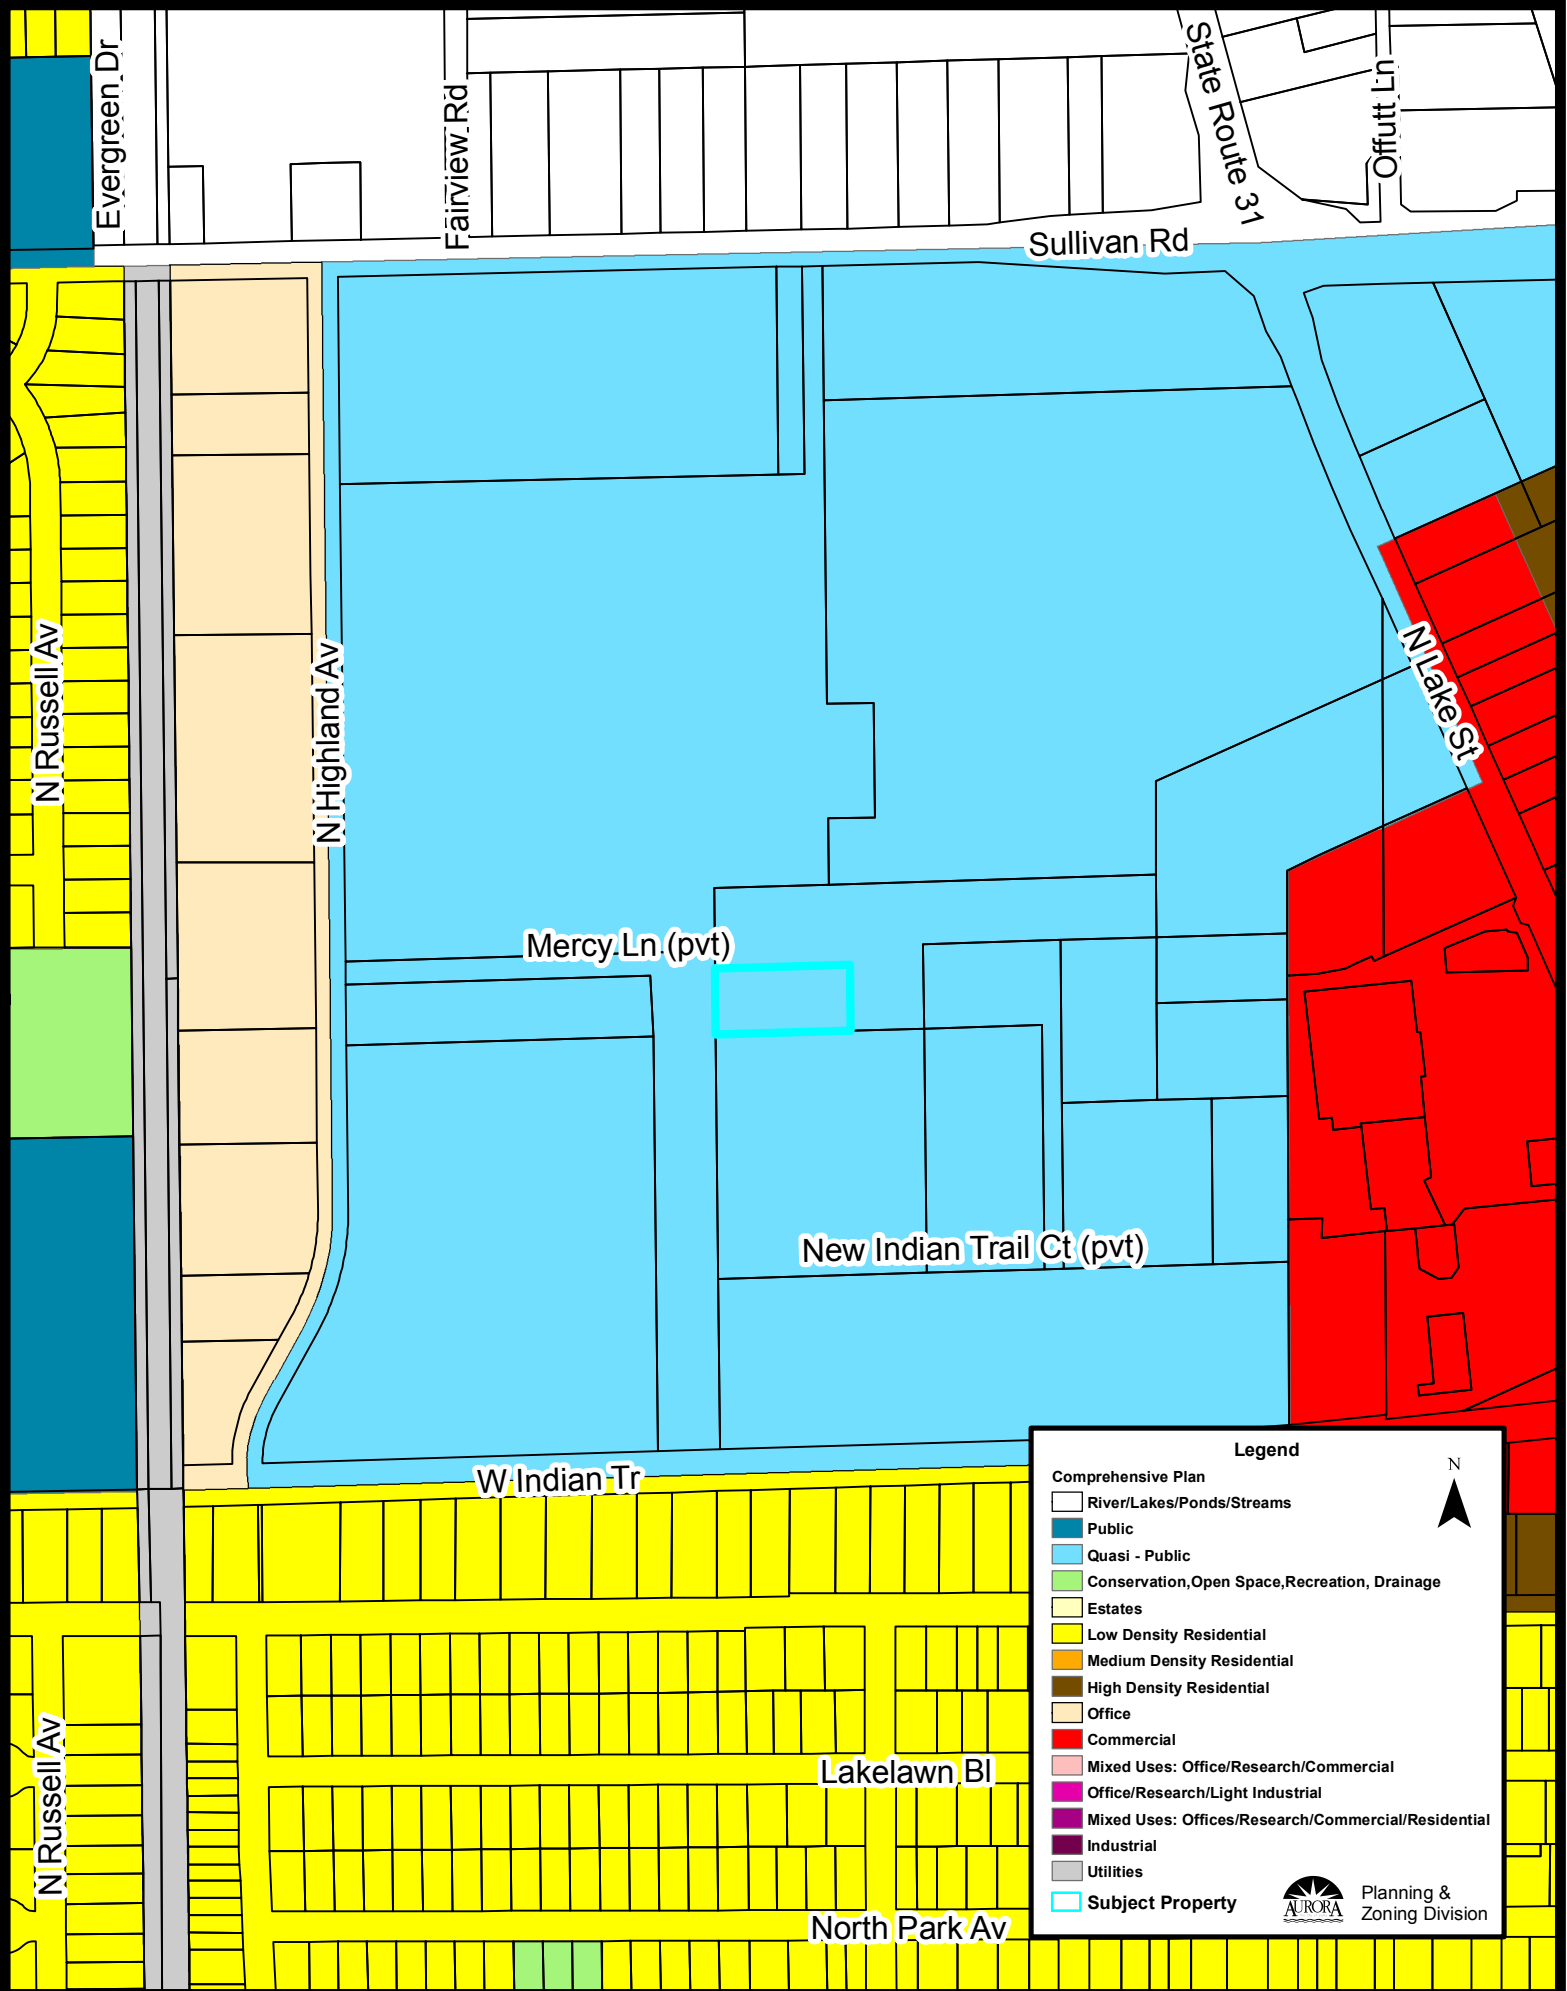 Evergreen Dr
Fairview Rd
State Route 31
Offutt Ln
Sullivan Rd
N Russell Av
N Highland Av
N Lake St
Mercy Ln (pvt)
New Indian Trail Ct (pvt)
W Indian Tr
N Russell Av
Lakelawn Bl
North Park Av
Legend
N
Comprehensive Plan
River/Lakes/Ponds/Streams
Public
Quasi - Public
Conservation,Open Space,Recreation, Drainage
Estates
Low Density Residential
Medium Density Residential
High Density Residential
Office
Commercial
Mixed Uses: Office/Research/Commercial
Office/Research/Light Industrial
Mixed Uses: Offices/Research/Commercial/Residential
Industrial
Utilities
Subject Property
AURORA
Planning &
Zoning Division